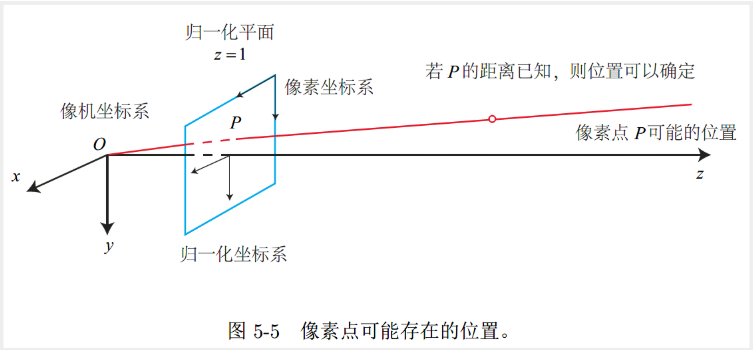 归一化平面
z=1
若 P 的距离已知，则位置可以确定
像素坐标系
像机坐标系
P
像素点 P 可能的位置
O
x
z
y
归一化坐标系
图 5-5 像素点可能存在的位置。